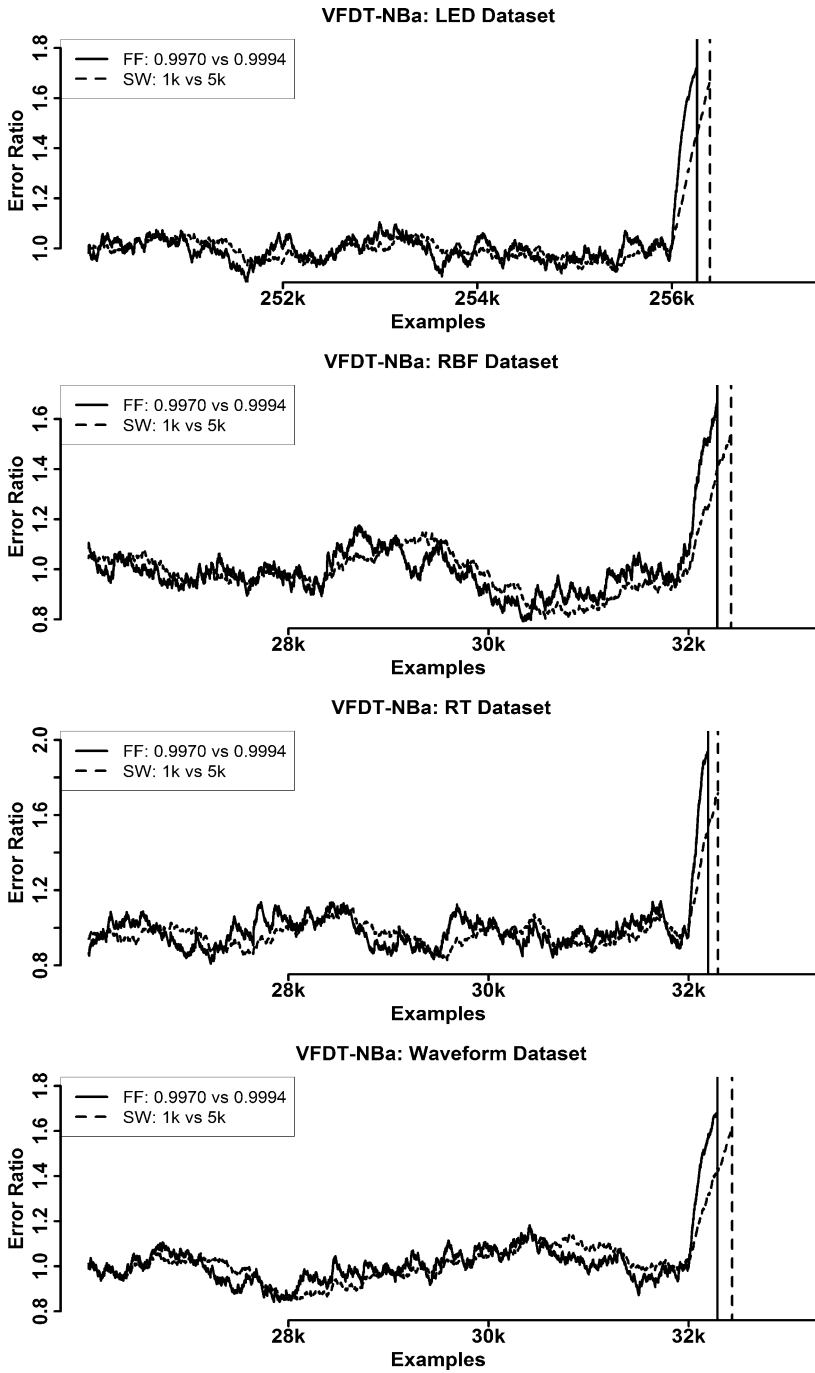 VFDT-NBa: LED Dataset
FF: 0.9970 vs 0.9994
SW: 1k vs 5k
Error Ratio
1.8
1.6
1.4
1.2
1.0
252k 254k 256k
Examples
VFDT-NBa: RBF Dataset
FF: 0.9970 vs 0.9994
SW: 1k vs 5k
Error Ratio
1.6
1.4
1.2
1.0
0.8
28k 30k 32k
Examples
VFDT-NBa: RT Dataset
FF: 0.9970 vs 0.9994
SW: 1k vs 5k
Error Ratio
2.0
1.6
1.2
0.8
28k 30k 32k
Examples
VFDT-NBa: Waveform Dataset
FF: 0.9970 vs 0.9994
SW: 1k vs 5k
Error Ratio
1.8
1.6
1.4
1.2
1.0
0.8
28k 30k 32k
Examples